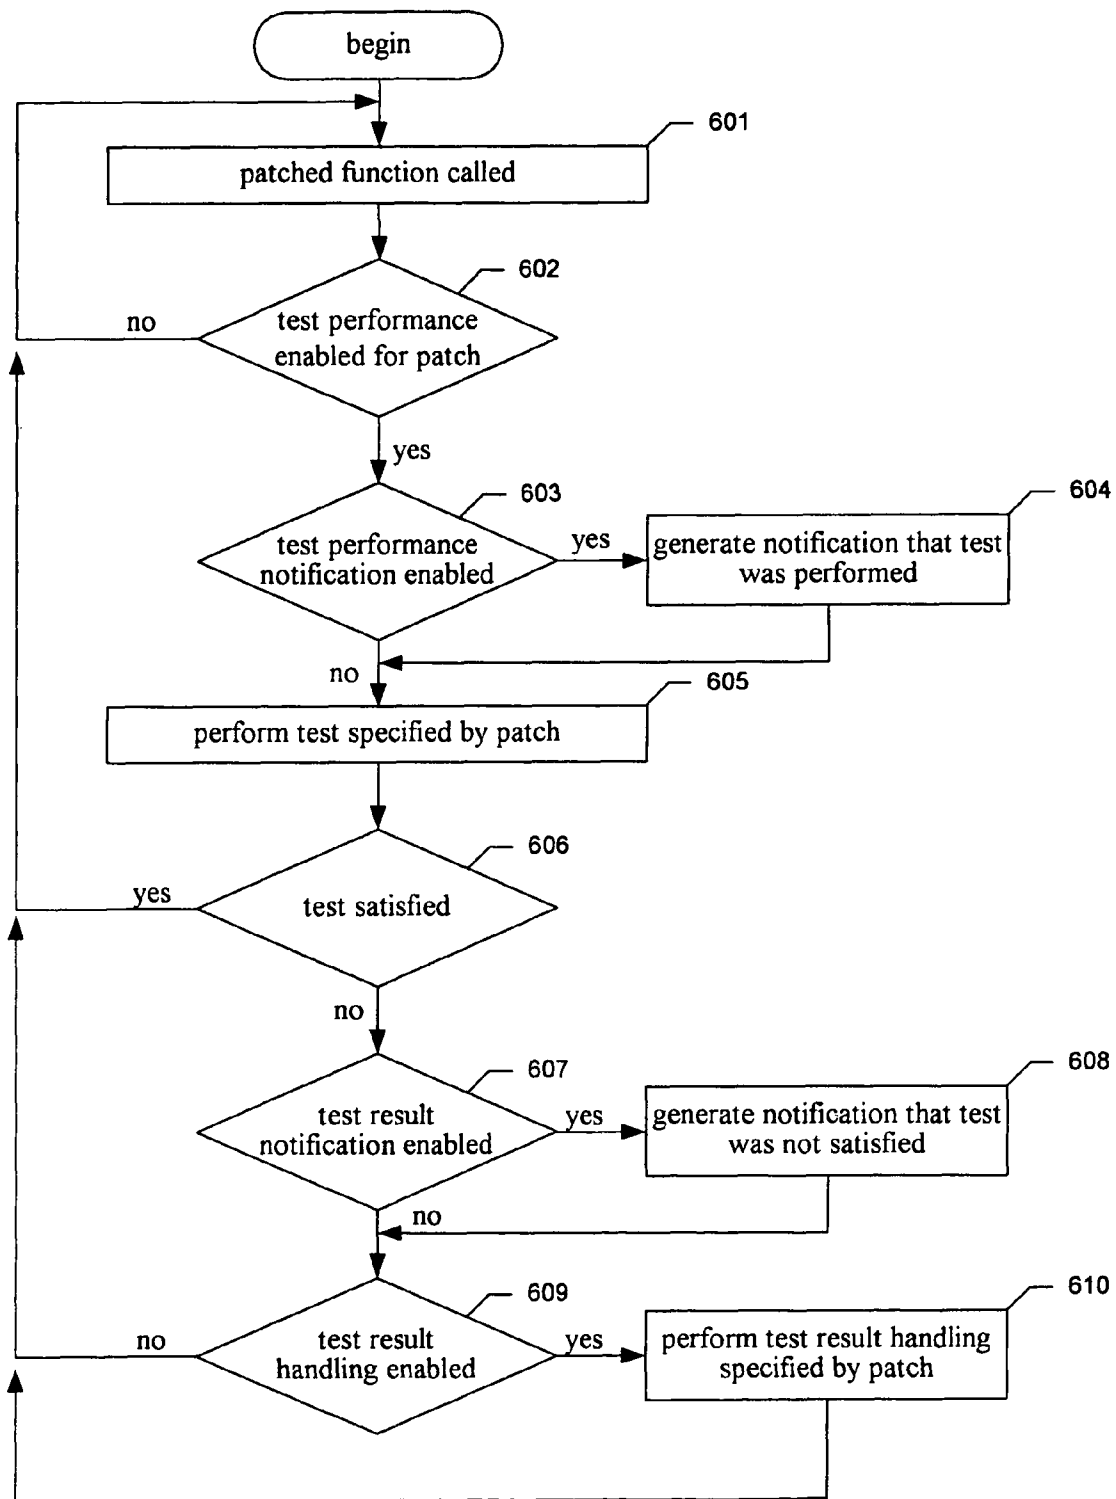 begin
601
patched function called
602
test performance
enabled for patch
no
yes
603
test performance
notification enabled
yes
604
generate notification that test
was performed
no
605
perform test specified by patch
606
test satisfied
yes
no
607
test result
notification enabled
yes
608
generate notification that test
was not satisfied
no
609
test result
handling enabled
no
yes
610
perform test result handling
specified by patch